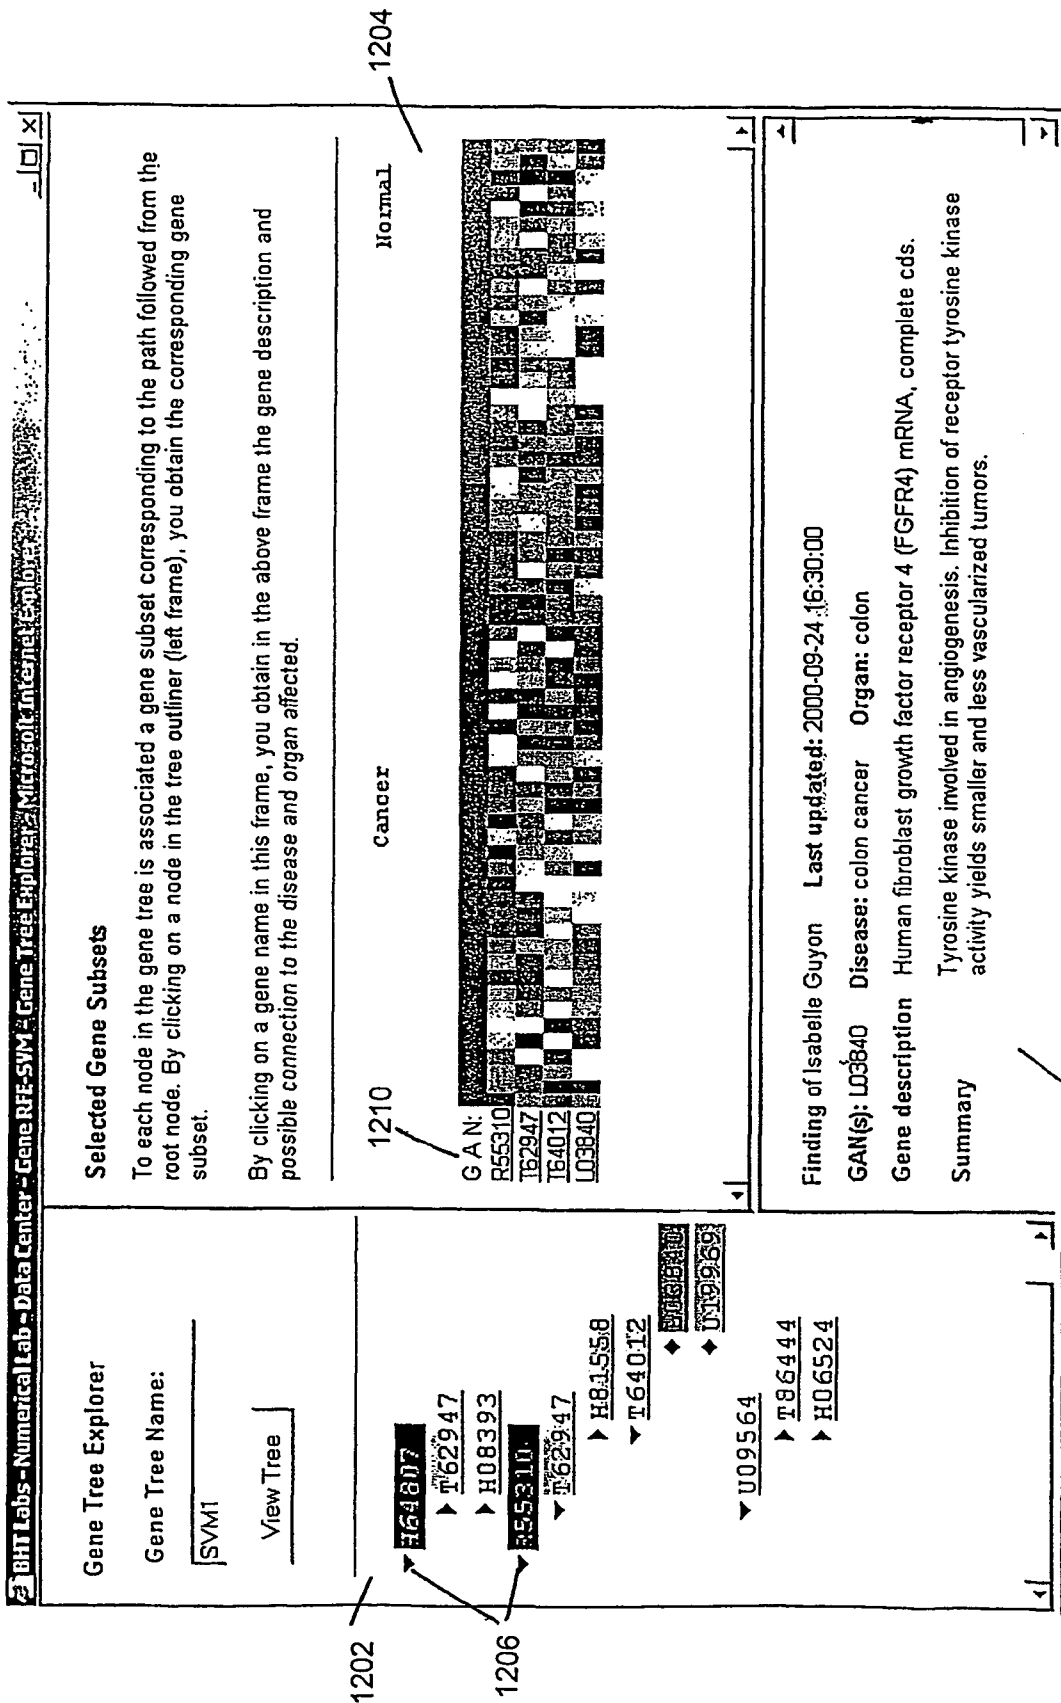 BHT Labs - Numerical Lab - Data Center - Gene RFE-SVM - Gene Tree Explorer - Microsoft Internet Explorer
Gene Tree Explorer
Gene Tree Name:
SVM1
View Tree
1202
H64807
T62947
H08393
1206
R55310
T62947
H81558
T64012
L03840
U19969
U09564
T86444
H06524
Selected Gene Subsets
To each node in the gene tree is associated a gene subset corresponding to the path followed from the
root node. By clicking on a node in the tree outliner (left frame), you obtain the corresponding gene
subset.
By clicking on a gene name in this frame, you obtain in the above frame the gene description and
possible connection to the disease and organ affected.
1204
1210
Cancer
Normal
G A N:
R55310
T62947
T64012
L03840
Finding of Isabelle Guyon Last updated: 2000-09-24 16:30:00
GAN(s): L03840 Disease: colon cancer Organ: colon
Gene description Human fibroblast growth factor receptor 4 (FGFR4) mRNA, complete cds.
Summary Tyrosine kinase involved in angiogenesis. Inhibition of receptor tyrosine kinase
activity yields smaller and less vascularized tumors.